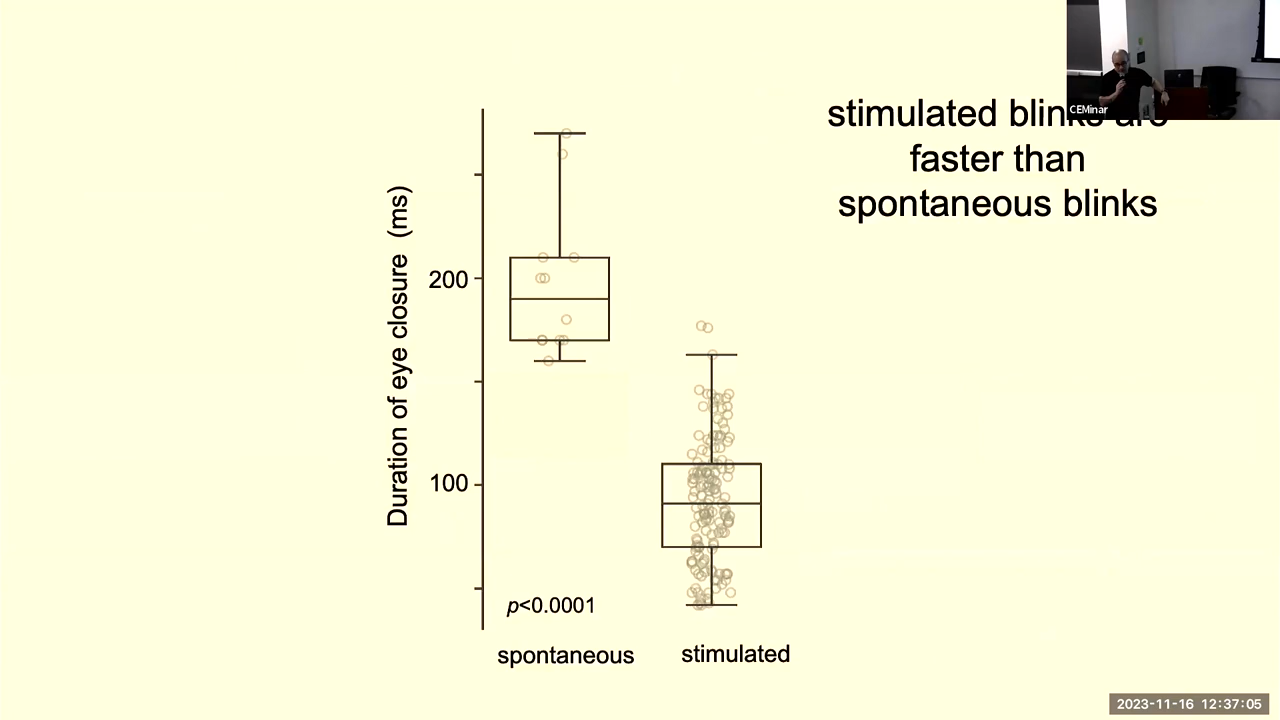 CEMinar
stimulated blinks are
faster than
spontaneous blinks
Duration of eye closure (ms)
200
100
p<0.0001
spontaneous
stimulated
2023-11-16 12:37:05